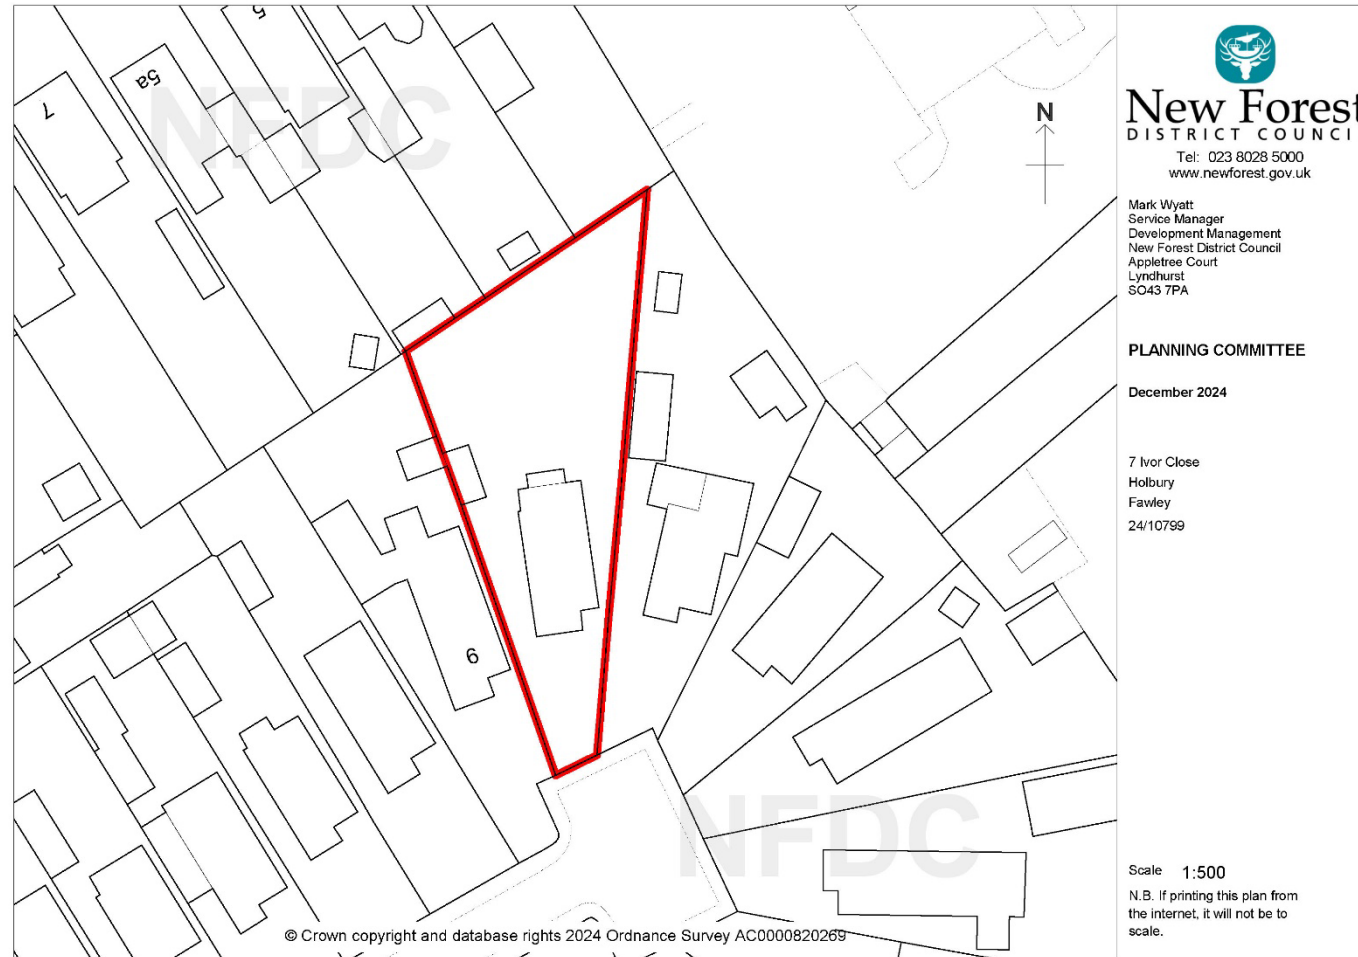 5
5a
7
NFDC
N
6
NFDC
© Crown copyright and database rights 2024 Ordnance Survey AC0000820269
New Forest
DISTRICT COUNCI
Tel: 023 8028 5000
www.newforest.gov.uk
Mark Wyatt
Service Manager
Development Management
New Forest District Council
Appletree Court
Lyndhurst
SO43 7PA
PLANNING COMMITTEE
December 2024
7 Ivor Close
Holbury
Fawley
24/10799
Scale 1:500
N.B. If printing this plan from
the internet, it will not be to
scale.